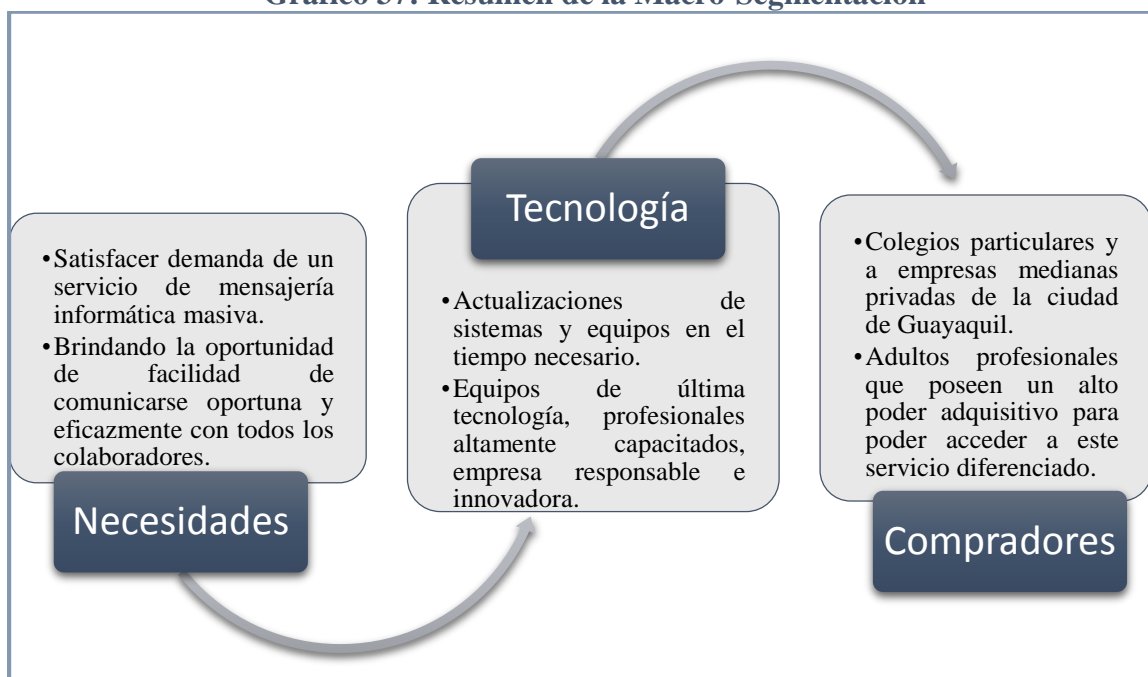 Gráfico 37: Resumen de la Macro-Segmentación
•Satisfacer demanda de un
servicio de mensajería
informática masiva.
•Brindando la oportunidad
de facilidad de
comunicarse oportuna y
eficazmente con todos los
colaboradores.
Necesidades
Tecnología
•Actualizaciones de
sistemas y equipos en el
tiempo necesario.
•Equipos de última
tecnología, profesionales
altamente capacitados,
empresa responsable e
innovadora.
•Colegios particulares y
a empresas medianas
privadas de la ciudad
de Guayaquil.
•Adultos profesionales
que poseen un alto
poder adquisitivo para
poder acceder a este
servicio diferenciado.
Compradores